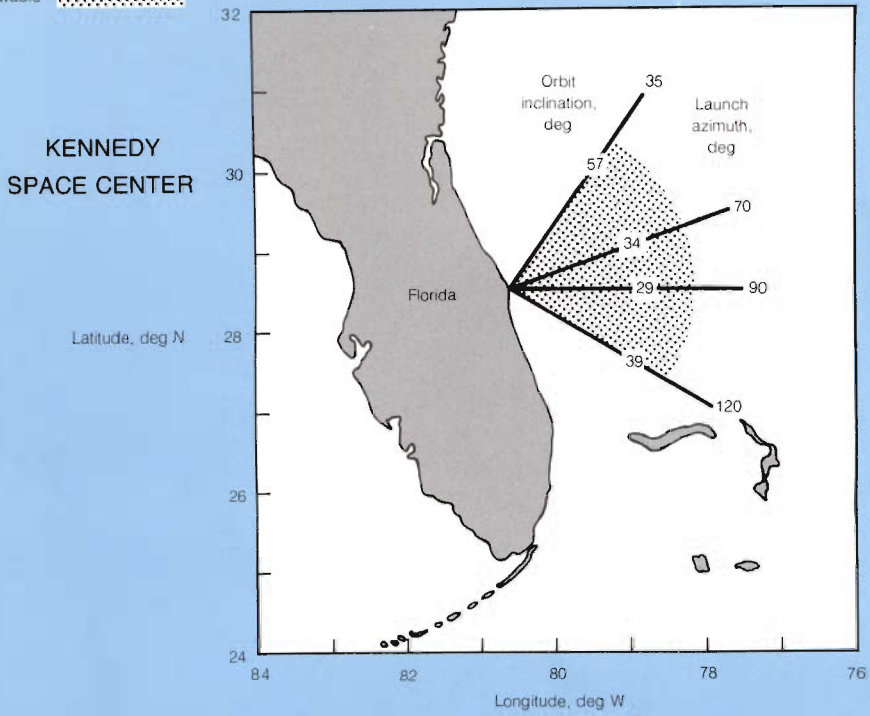 KENNEDY
SPACE CENTER
Latitude, deg N
32
30
28
26
24
84
82
80
78
76
Longitude, deg W
Florida
Orbit
inclination,
deg
Launch
azimuth,
deg
35
57
70
34
29
90
39
120